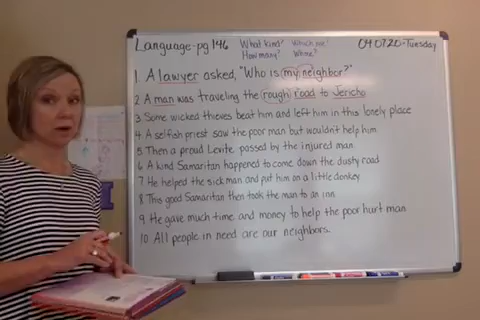 Language-pg 146 What kind? Which one? 040720-Tuesday
How many? Whose?
1. A lawyer asked, "Who is my neighbor?"
2 A man was traveling the rough road to Jericho
3 Some wicked thieves beat him and left him in this lonely place
4 A selfish priest saw the poor man but wouldn't help him
5 Then a proud Levite passed by the injured man
6 A kind Samaritan happened to come down the dusty road
7 He helped the sick man and put him on a little donkey
8 This good Samaritan then took the man to an inn
9 He gave much time and money to help the poor hurt man
10 All people in need are our neighbors.